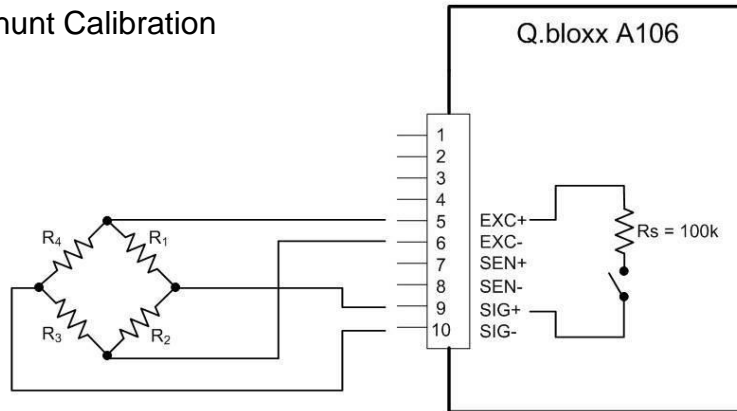 Calibration
Q.bloxx A106
1
2
3
4
5 EXC+
6 EXC-
7 SEN+
8 SEN-
9 SIG+
10 SIG-
Rs = 100k
R4
R1
R3
R2